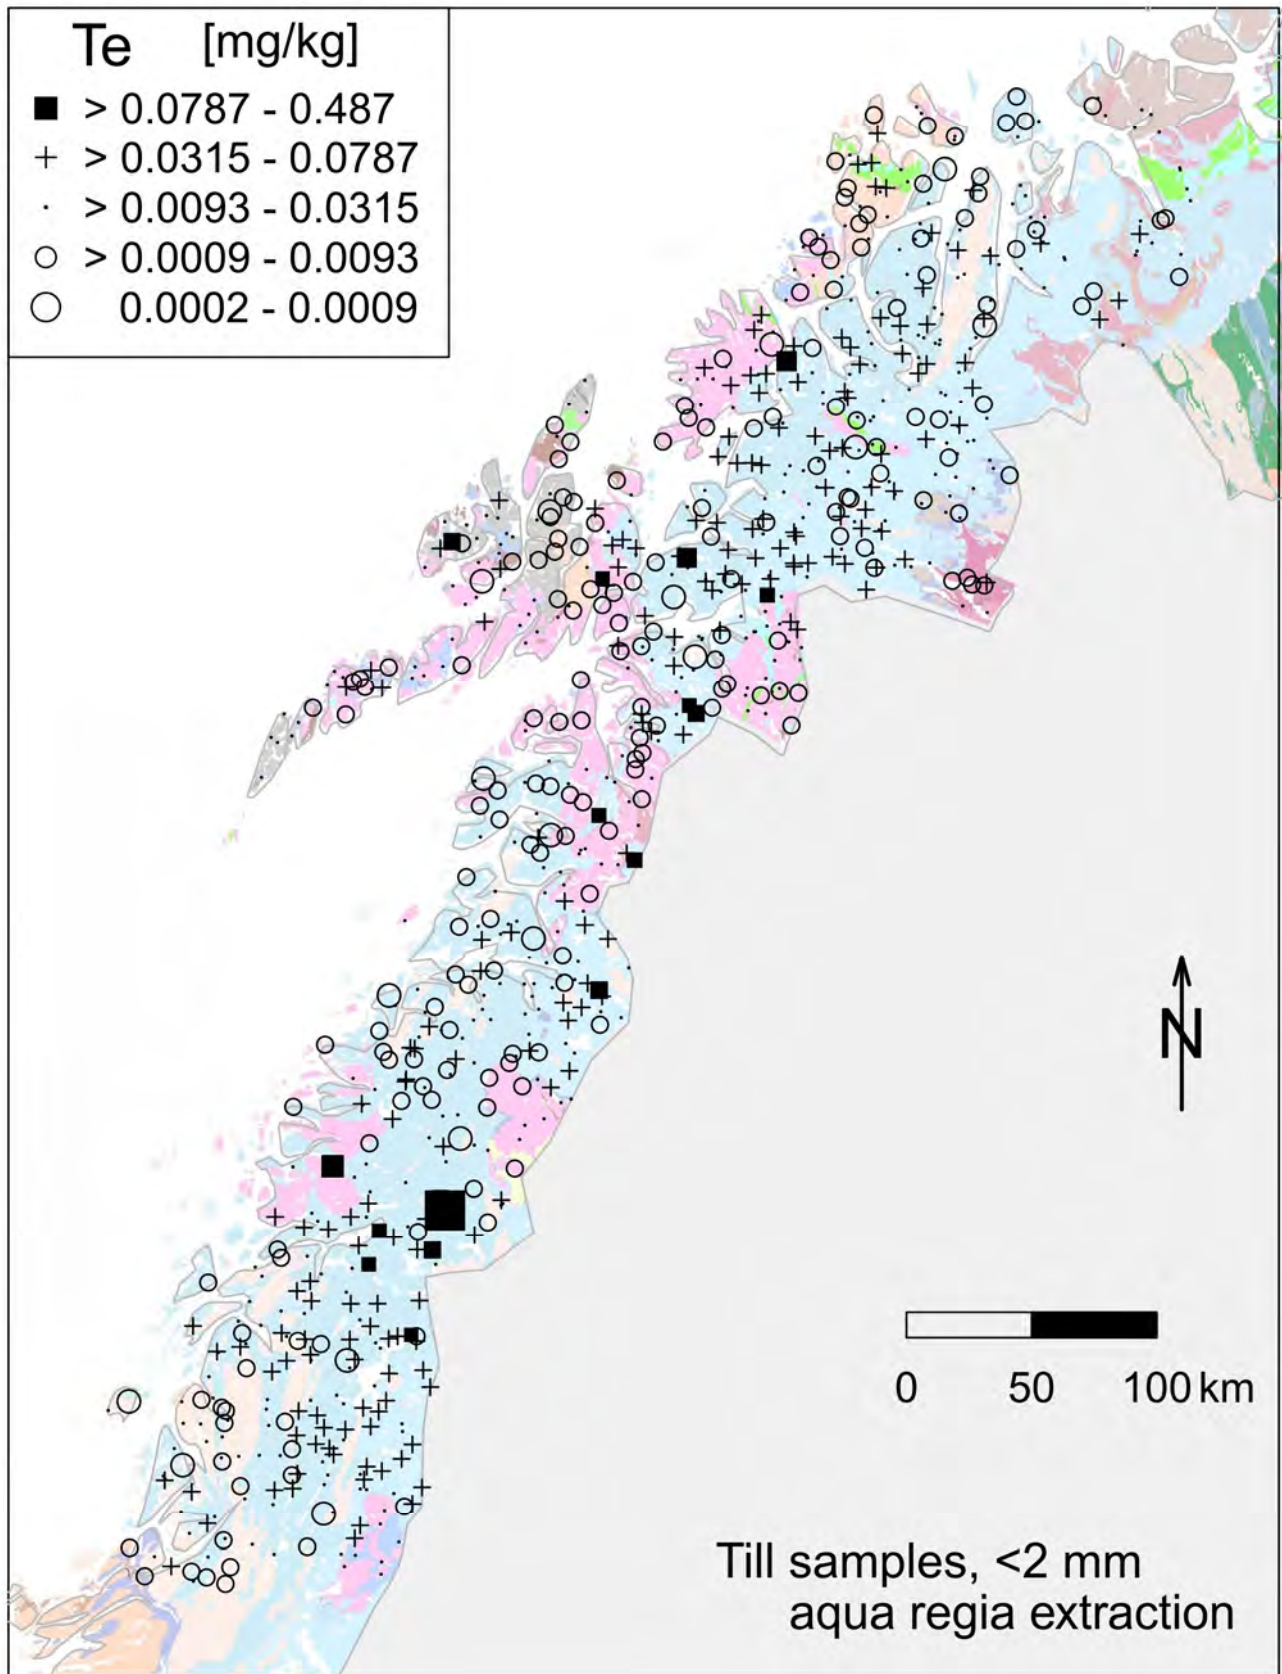 Te [mg/kg]
> 0.0787 - 0.487
> 0.0315 - 0.0787
> 0.0093 - 0.0315
> 0.0009 - 0.0093
0.0002 - 0.0009
N
0 50 100 km
Till samples, <2 mm
aqua regia extraction